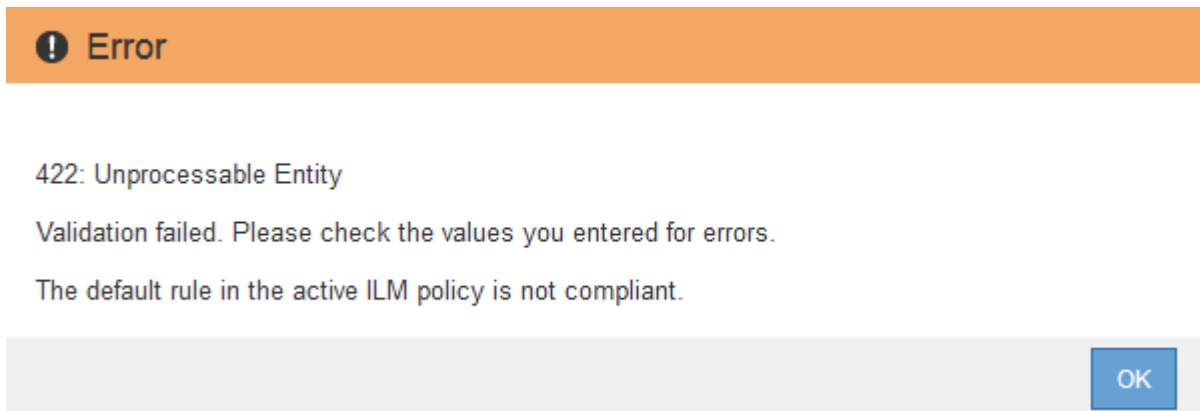 Error
422: Unprocessable Entity
Validation failed. Please check the values you entered for errors.
The default rule in the active ILM policy is not compliant.
OK